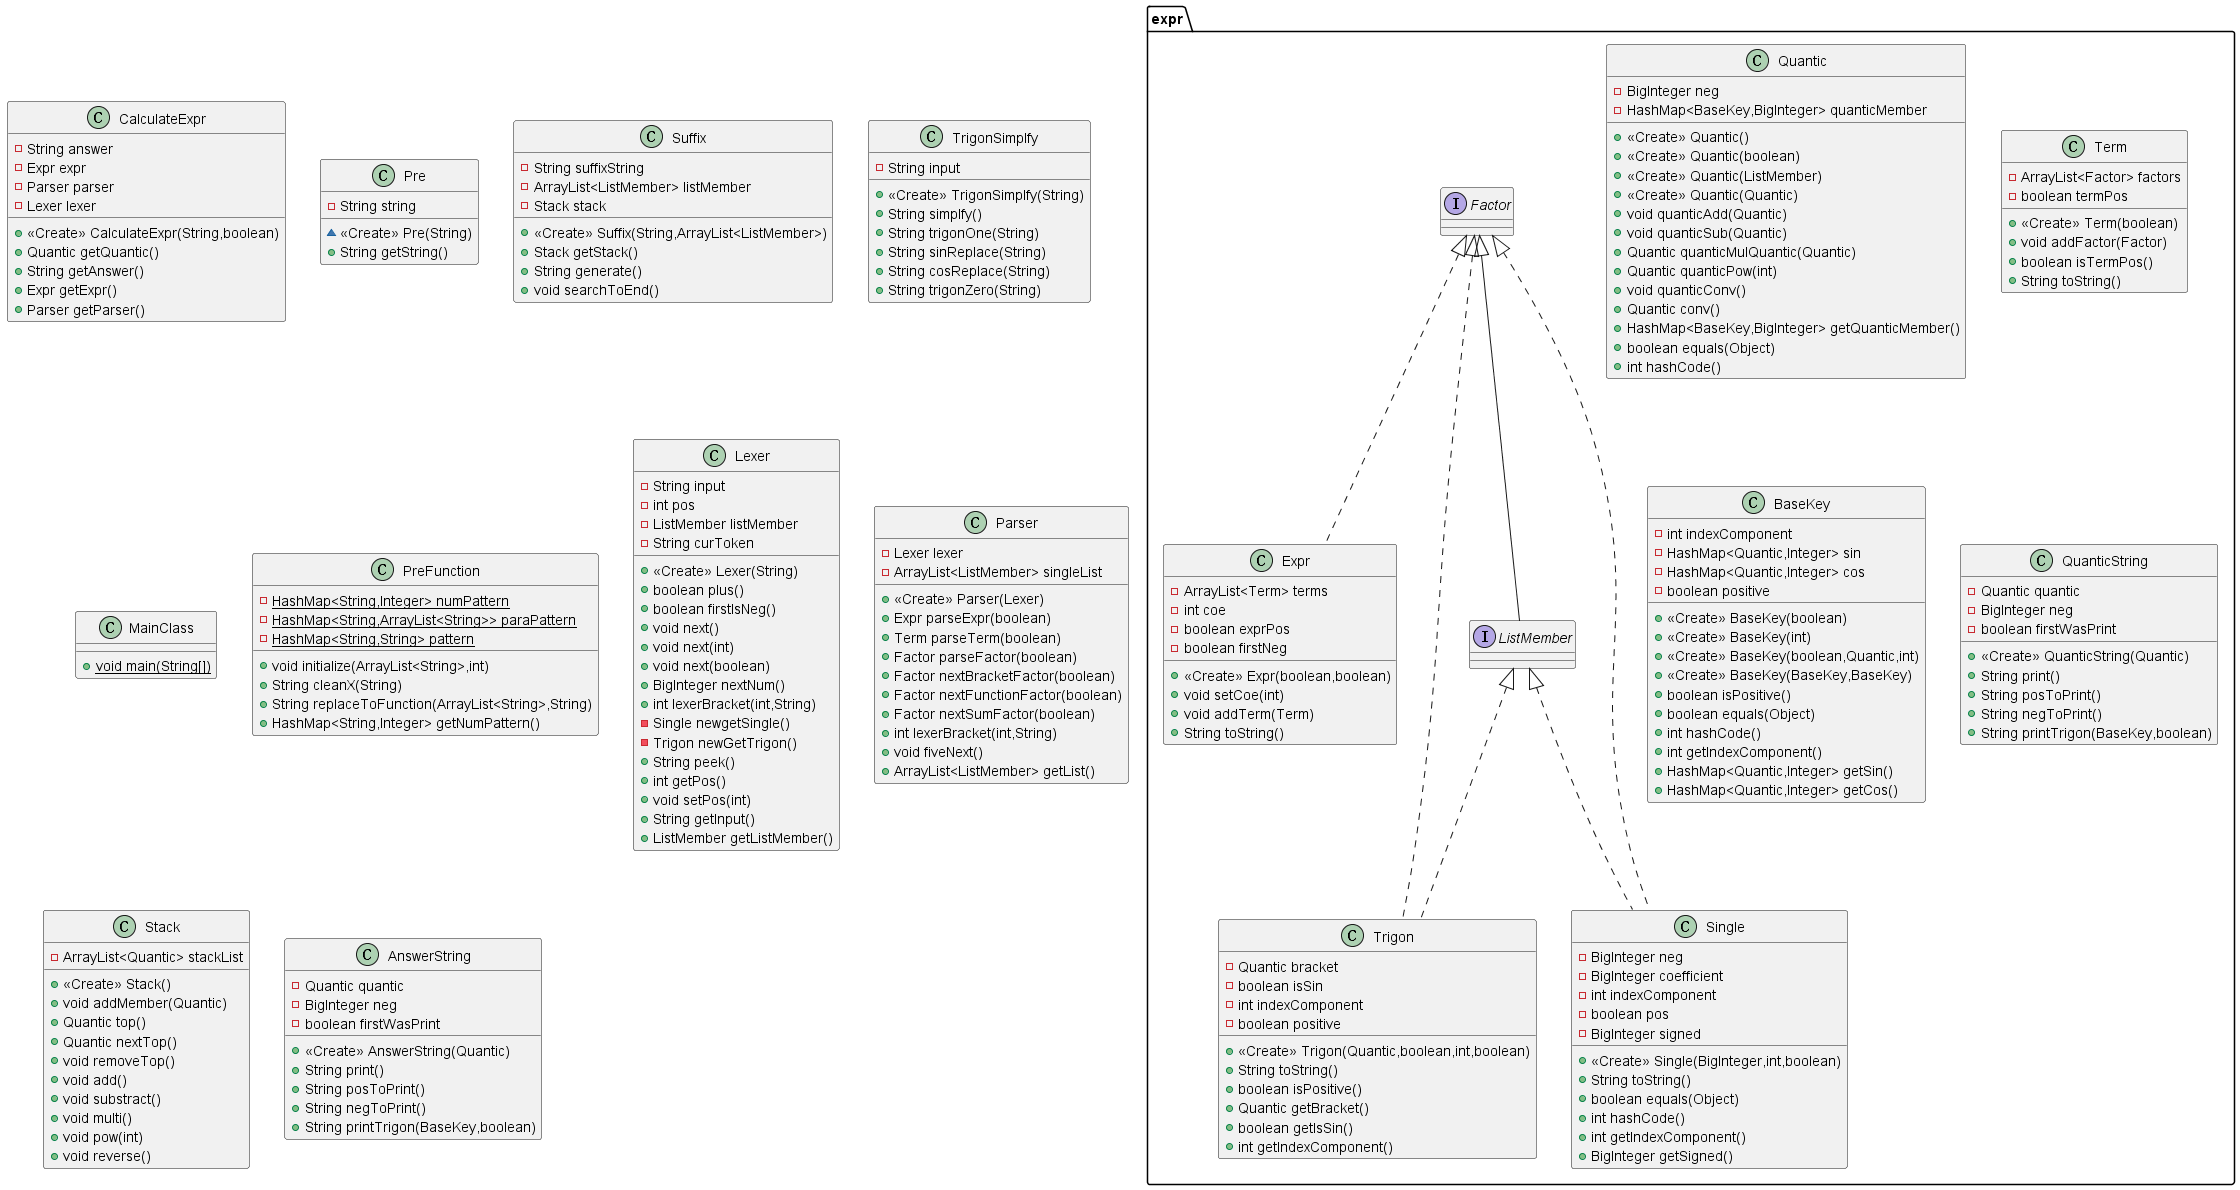 expr
CalculateExpr
String answer
Expr expr
Parser parser
Lexer lexer
«Create» CalculateExpr(String,boolean)
Quantic getQuantic()
String getAnswer()
Expr getExpr()
Parser getParser()
Pre
String string
«Create» Pre(String)
String getString()
Suffix
String suffixString
ArrayList<ListMember> listMember
Stack stack
«Create» Suffix(String,ArrayList<ListMember>)
Stack getStack()
String generate()
void searchToEnd()
TrigonSimplfy
String input
«Create» TrigonSimplfy(String)
String simplfy()
String trigonOne(String)
String sinReplace(String)
String cosReplace(String)
String trigonZero(String)
Factor
Quantic
BigInteger neg
HashMap<BaseKey,BigInteger> quanticMember
«Create» Quantic()
«Create» Quantic(boolean)
«Create» Quantic(ListMember)
«Create» Quantic(Quantic)
void quanticAdd(Quantic)
void quanticSub(Quantic)
Quantic quanticMulQuantic(Quantic)
Quantic quanticPow(int)
void quanticConv()
Quantic conv()
HashMap<BaseKey,BigInteger> getQuanticMember()
boolean equals(Object)
int hashCode()
Term
ArrayList<Factor> factors
boolean termPos
«Create» Term(boolean)
void addFactor(Factor)
boolean isTermPos()
String toString()
MainClass
void main(String[])
PreFunction
HashMap<String,Integer> numPattern
HashMap<String,ArrayList<String>> paraPattern
HashMap<String,String> pattern
void initialize(ArrayList<String>,int)
String cleanX(String)
String replaceToFunction(ArrayList<String>,String)
HashMap<String,Integer> getNumPattern()
Lexer
String input
int pos
ListMember listMember
String curToken
«Create» Lexer(String)
boolean plus()
boolean firstIsNeg()
void next()
void next(int)
void next(boolean)
BigInteger nextNum()
int lexerBracket(int,String)
Single newgetSingle()
Trigon newGetTrigon()
String peek()
int getPos()
void setPos(int)
String getInput()
ListMember getListMember()
Parser
Lexer lexer
ArrayList<ListMember> singleList
«Create» Parser(Lexer)
Expr parseExpr(boolean)
Term parseTerm(boolean)
Factor parseFactor(boolean)
Factor nextBracketFactor(boolean)
Factor nextFunctionFactor(boolean)
Factor nextSumFactor(boolean)
int lexerBracket(int,String)
void fiveNext()
ArrayList<ListMember> getList()
Expr
ArrayList<Term> terms
int coe
boolean exprPos
boolean firstNeg
«Create» Expr(boolean,boolean)
void setCoe(int)
void addTerm(Term)
String toString()
ListMember
BaseKey
int indexComponent
HashMap<Quantic,Integer> sin
HashMap<Quantic,Integer> cos
boolean positive
«Create» BaseKey(boolean)
«Create» BaseKey(int)
«Create» BaseKey(boolean,Quantic,int)
«Create» BaseKey(BaseKey,BaseKey)
boolean isPositive()
boolean equals(Object)
int hashCode()
int getIndexComponent()
HashMap<Quantic,Integer> getSin()
HashMap<Quantic,Integer> getCos()
QuanticString
Quantic quantic
BigInteger neg
boolean firstWasPrint
«Create» QuanticString(Quantic)
String print()
String posToPrint()
String negToPrint()
String printTrigon(BaseKey,boolean)
Stack
ArrayList<Quantic> stackList
«Create» Stack()
void addMember(Quantic)
Quantic top()
Quantic nextTop()
void removeTop()
void add()
void substract()
void multi()
void pow(int)
void reverse()
AnswerString
Quantic quantic
BigInteger neg
boolean firstWasPrint
«Create» AnswerString(Quantic)
String print()
String posToPrint()
String negToPrint()
String printTrigon(BaseKey,boolean)
Trigon
Quantic bracket
boolean isSin
int indexComponent
boolean positive
«Create» Trigon(Quantic,boolean,int,boolean)
String toString()
boolean isPositive()
Quantic getBracket()
boolean getIsSin()
int getIndexComponent()
Single
BigInteger neg
BigInteger coefficient
int indexComponent
boolean pos
BigInteger signed
«Create» Single(BigInteger,int,boolean)
String toString()
boolean equals(Object)
int hashCode()
int getIndexComponent()
BigInteger getSigned()